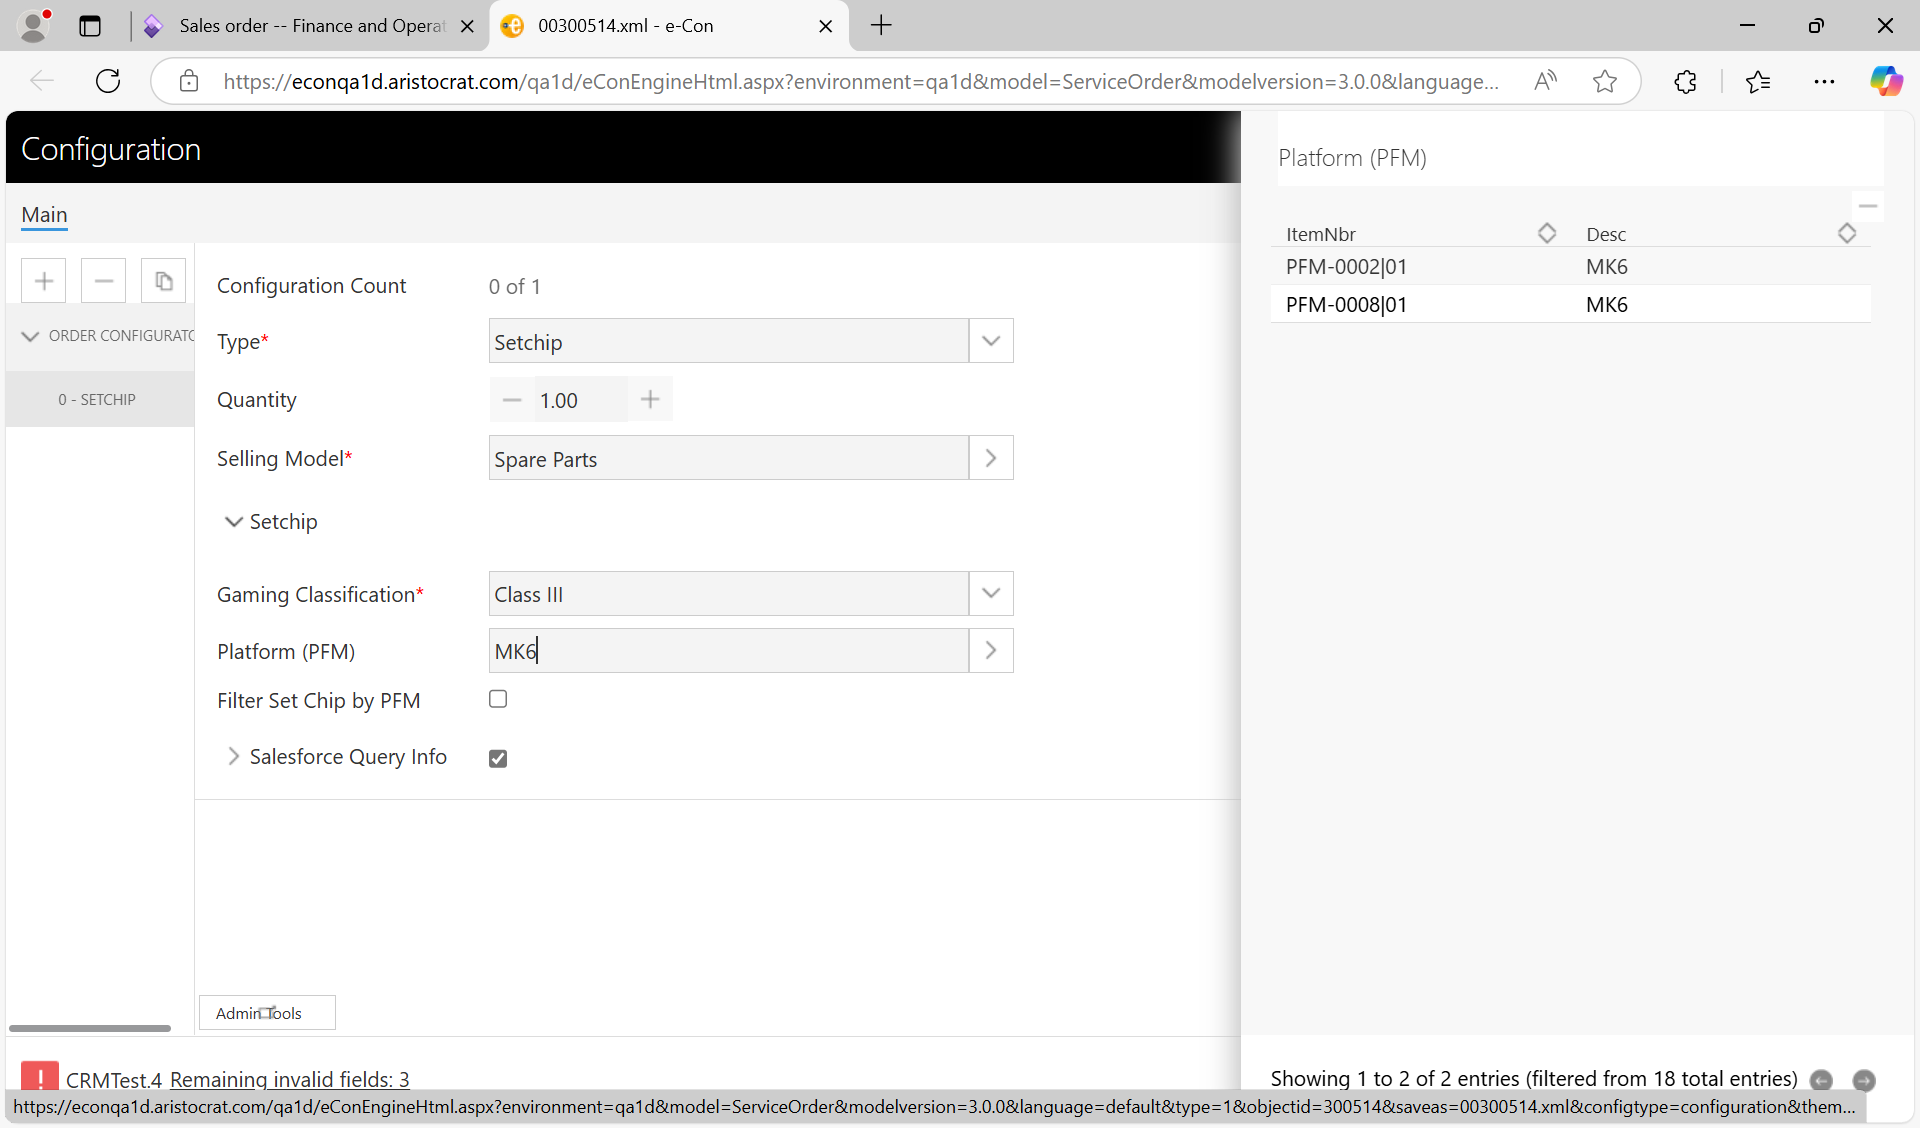 Sales order -- Finance and Operat
00300514.xml - e-Con
https://econqa1d.aristocrat.com/qa1d/eConEngineHtml.aspx?environment=qa1d&model=ServiceOrder&modelversion=3.0.0&language...
Configuration
Main
ORDER CONFIGURATO
0 - SETCHIP
Configuration Count 0 of 1
Type* Setchip
Quantity 1.00
Selling Model* Spare Parts
Setchip
Gaming Classification* Class III
Platform (PFM) MK6
Filter Set Chip by PFM
Salesforce Query Info
Admin Tools
CRMTest.4 Remaining invalid fields: 3
Platform (PFM)
ItemNbr Desc
PFM-0002|01 MK6
PFM-0008|01 MK6
Showing 1 to 2 of 2 entries (filtered from 18 total entries)
https://econqa1d.aristocrat.com/qa1d/eConEngineHtml.aspx?environment=qa1d&model=ServiceOrder&modelversion=3.0.0&language=default&type=1&objectid=300514&saveas=00300514.xml&configtype=configuration&them...